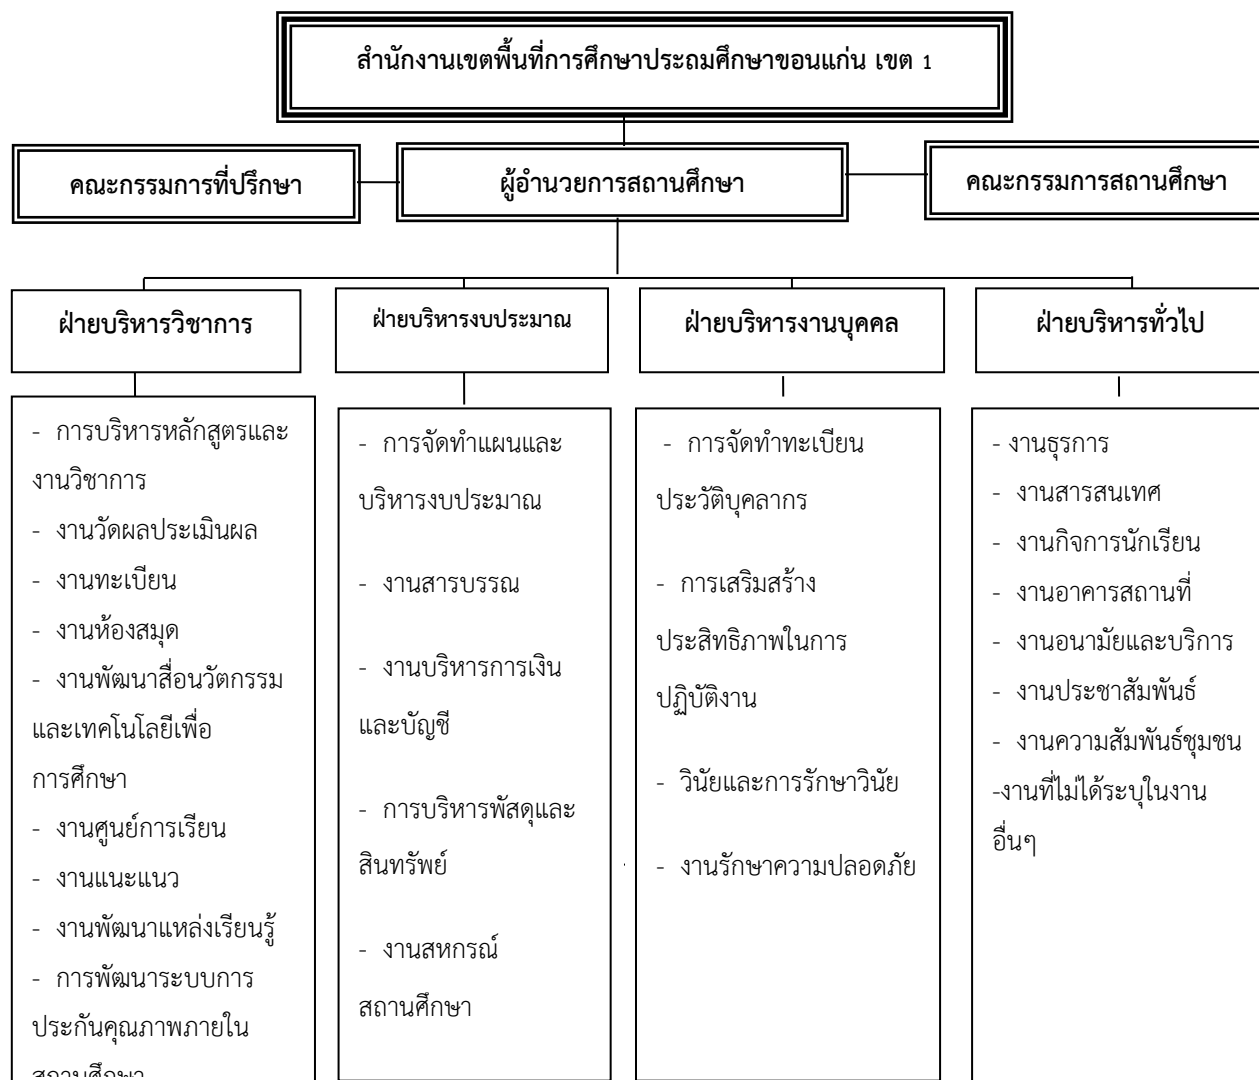 สำนักงานเขตพื้นที่การศึกษาประถมศึกษาขอนแก่น เขต 1
คณะกรรมการที่ปรึกษา
ผู้อำนวยการสถานศึกษา
คณะกรรมการสถานศึกษา
ฝ่ายบริหารวิชาการ
ฝ่ายบริหารงบประมาณ
ฝ่ายบริหารงานบุคคล
ฝ่ายบริหารทั่วไป
- การบริหารหลักสูตรและ
งานวิชาการ
- งานวัดผลประเมินผล
- งานทะเบียน
- งานห้องสมุด
- งานพัฒนาสื่อนวัตกรรม
และเทคโนโลยีเพื่อ
การศึกษา
- งานศูนย์การเรียน
- งานแนะแนว
- งานพัฒนาแหล่งเรียนรู้
- การพัฒนาระบบการ
ประกันคุณภาพภายใน
สถานศึกษา
- การจัดทำแผนและ
บริหารงบประมาณ
- งานสารบรรณ
- งานบริหารการเงิน
และบัญชี
- การบริหารพัสดุและ
สินทรัพย์
- งานสหกรณ์
สถานศึกษา
- การจัดทำทะเบียน
ประวัติบุคลากร
- การเสริมสร้าง
ประสิทธิภาพในการ
ปฏิบัติงาน
- วินัยและการรักษาวินัย
- งานรักษาความปลอดภัย
- งานธุรการ
- งานสารสนเทศ
- งานกิจการนักเรียน
- งานอาคารสถานที่
- งานอนามัยและบริการ
- งานประชาสัมพันธ์
- งานความสัมพันธ์ชุมชน
-งานที่ไม่ได้ระบุในงาน
อื่นๆ